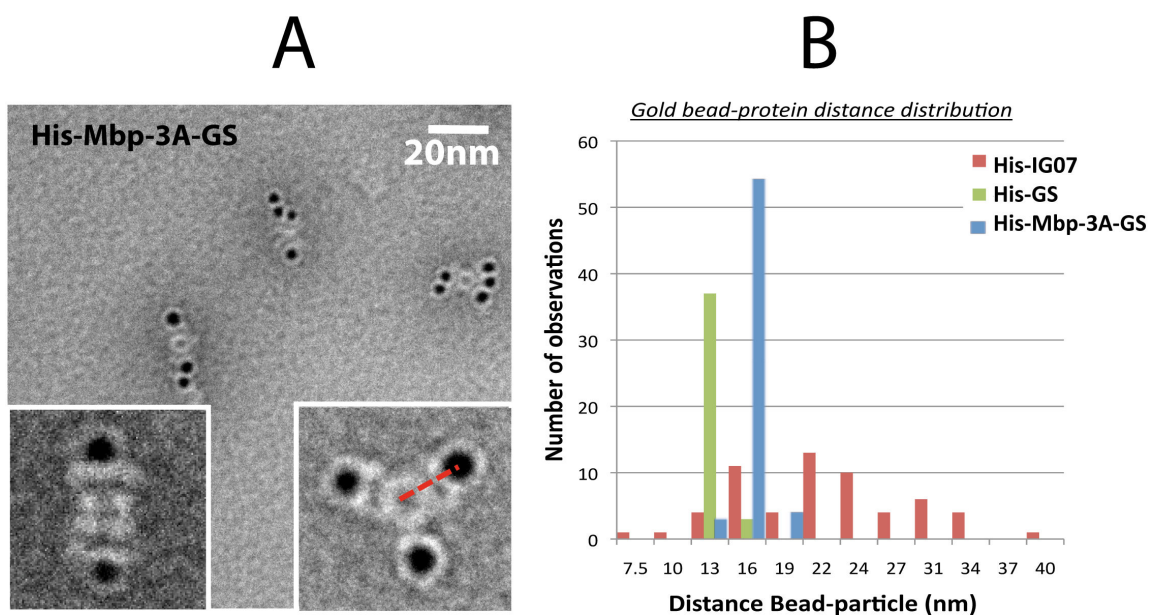 A
B
His-Mbp-3A-GS
20nm
Gold bead-protein distance distribution
60
50
40
30
20
10
0
Number of observations
His-IG07
His-GS
His-Mbp-3A-GS
7.5 10 13 16 19 22 24 27 31 34 37 40
Distance Bead-particle (nm)